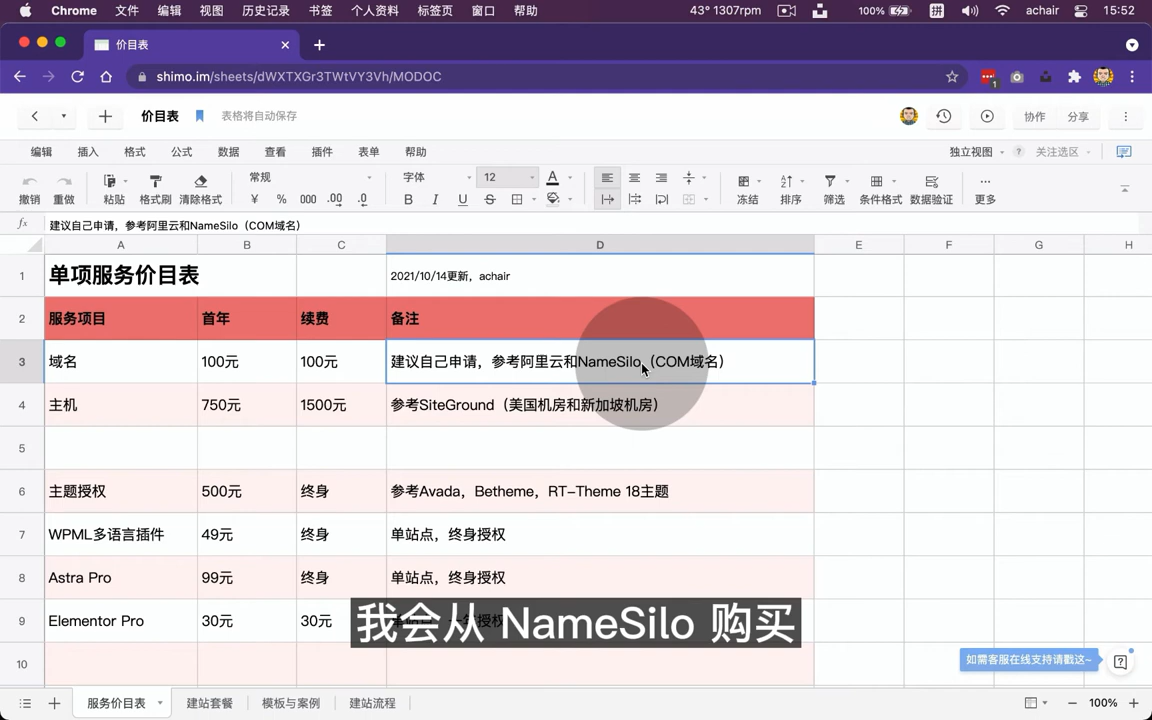 Chrome 文件 编辑 视图 历史记录 书签 个人资料 标签页 窗口 帮助 43° 1307rpm 100% 拼 achair 15:52
价目表
shimo.im/sheets/dWXTXGr3TWtVY3Vh/MODOC 1
价目表 表格将自动保存 协作 分享
编辑 插入 格式 公式 数据 查看 插件 表单 帮助 独立视图 ? 关注选区
常规 字体 12 A
撤销 重做 粘贴 格式刷 清除格式 ¥ % 000 .00 .0 B I U S 冻结 排序 筛选 条件格式 数据验证 更多
fx 建议自己申请，参考阿里云和NameSilo（COM域名）
A B C D E F G H
1 单项服务价目表 2021/10/14更新，achair
2 服务项目 首年 续费 备注
3 域名 100元 100元 建议自己申请，参考阿里云和NameSilo（COM域名）
4 主机 750元 1500元 参考SiteGround（美国机房和新加坡机房）
5
6 主题授权 500元 终身 参考Avada，Betheme，RT-Theme 18主题
7 WPML多语言插件 49元 终身 单站点，终身授权
8 Astra Pro 99元 终身 单站点，终身授权
9 Elementor Pro 30元 30元
我会从 NameSilo 购买
10
如需客服在线支持请戳这~
服务价目表 建站套餐 模板与案例 建站流程 100%